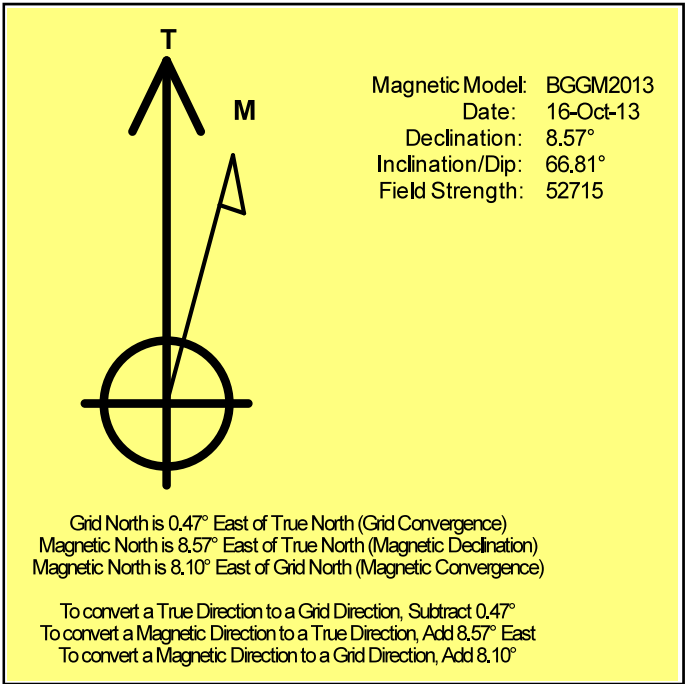 T
M
Magnetic Model: BGGM2013
Date: 16-Oct-13
Declination: 8.57°
Inclination/Dip: 66.81°
Field Strength: 52715
Grid North is 0.47° East of True North (Grid Convergence)
Magnetic North is 8.57° East of True North (Magnetic Declination)
Magnetic North is 8.10° East of Grid North (Magnetic Convergence)
To convert a True Direction to a Grid Direction, Subtract 0.47°
To convert a Magnetic Direction to a True Direction, Add 8.57° East
To convert a Magnetic Direction to a Grid Direction, Add 8.10°